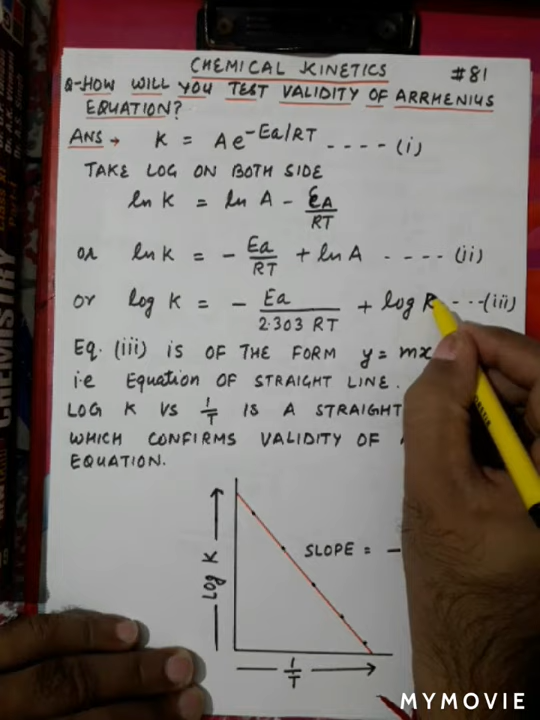 CHEMICAL KINETICS #81
Q-HOW WILL YOU TEST VALIDITY OF ARRHENIUS
EQUATION?
ANS → K = A e^-Ea/RT ---- (i)
TAKE LOG ON BOTH SIDE
ln K = ln A - EA/RT
or ln K = - Ea/RT + ln A ---- (ii)
or log K = - Ea/2.303 RT + log --- (iii)
Eq. (iii) IS OF THE FORM y = mx
i.e Equation OF STRAIGHT LINE.
LOG K VS 1/T IS A STRAIGHT
WHICH CONFIRMS VALIDITY OF
EQUATION.
SLOPE = -
Log K
1/T
MYMOVIE